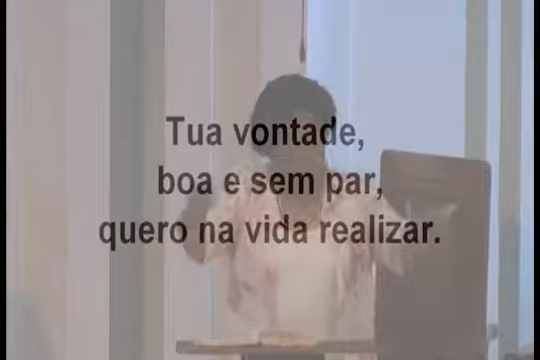 Tua vontade,
boa e sem par,
quero na vida realizar.